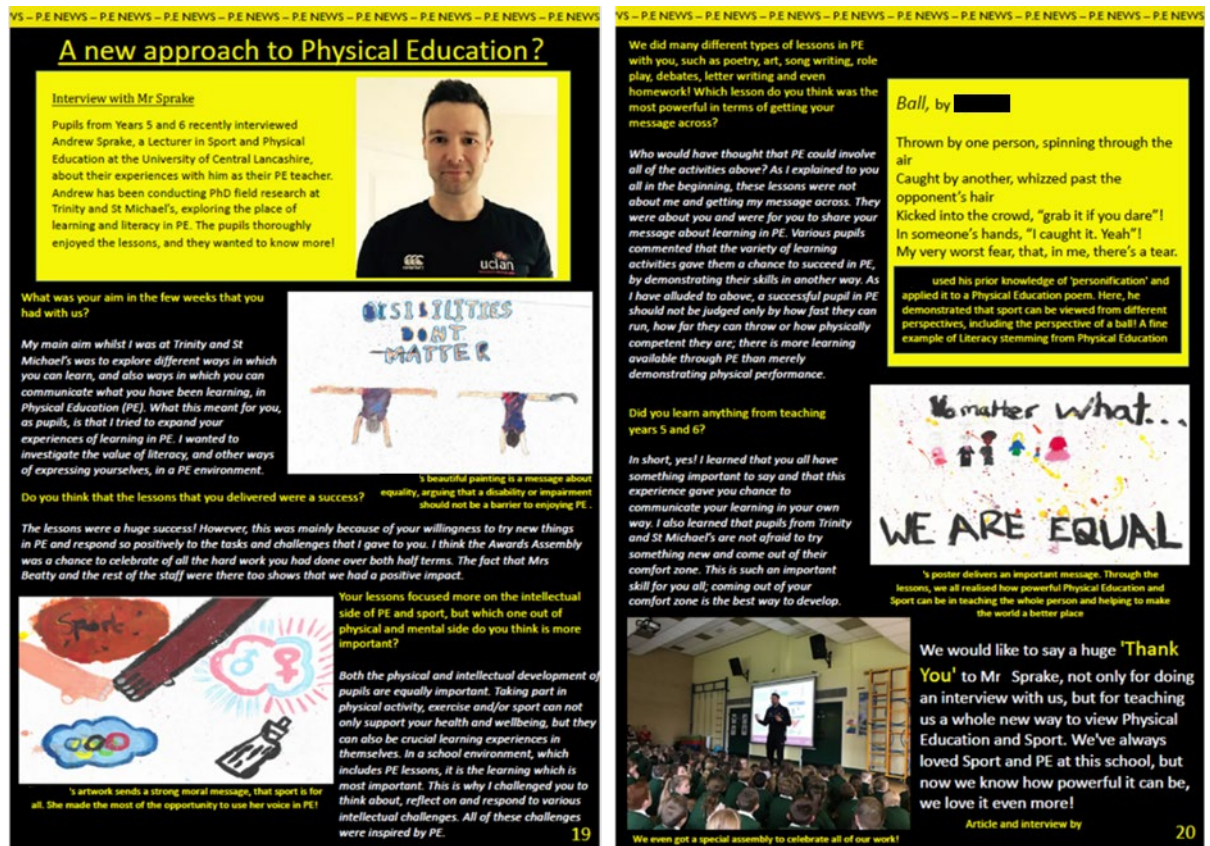 VS – P.E NEWS – P.E NEWS – P.E NEWS – P.E NEWS – P.E NEWS – P.E NEWS – P.E NEWS – P.E NEWS
A new approach to Physical Education?
Interview with Mr Sprake
Pupils from Years 5 and 6 recently interviewed
Andrew Sprake, a Lecturer in Sport and Physical
Education at the University of Central Lancashire,
about their experiences with him as their PE teacher.
Andrew has been conducting PhD field research at
Trinity and St Michael's, exploring the place of
learning and literacy in PE. The pupils thoroughly
enjoyed the lessons, and they wanted to know more!
uclan
What was your aim in the few weeks that you
had with us?
My main aim whilst I was at Trinity and St
Michael's was to explore different ways in which
you can learn, and also ways in which you can
communicate what you have been learning, in
Physical Education (PE). What this meant for you,
as pupils, is that I tried to expand your
experiences of learning in PE. I wanted to
investigate the value of literacy, and other ways
of expressing yourselves, in a PE environment.
DISIBILITIES
DONT
MATTER
's beautiful painting is a message about
equality, arguing that a disability or impairment
should not be a barrier to enjoying PE .
Do you think that the lessons that you delivered were a success?
The lessons were a huge success! However, this was mainly because of your willingness to try new things
in PE and respond so positively to the tasks and challenges that I gave to you. I think the Awards Assembly
was a chance to celebrate of all the hard work you had done over both half terms. The fact that Mrs
Beatty and the rest of the staff were there too shows that we had a positive impact.
Sport
's artwork sends a strong moral message, that sport is for
all. She made the most of the opportunity to use her voice in PE!
Your lessons focused more on the intellectual
side of PE and sport, but which one out of
physical and mental side do you think is more
important?
Both the physical and intellectual development of
pupils are equally important. Taking part in
physical activity, exercise and/or sport can not
only support your health and wellbeing, but they
can also be crucial learning experiences in
themselves. In a school environment, which
includes PE lessons, it is the learning which is
most important. This is why I challenged you to
think about, reflect on and respond to various
intellectual challenges. All of these challenges
were inspired by PE.
19
VS – P.E NEWS – P.E NEWS – P.E NEWS – P.E NEWS – P.E NEWS – P.E NEWS – P.E NEWS – P.E NEWS
We did many different types of lessons in PE
with you, such as poetry, art, song writing, role
play, debates, letter writing and even
homework! Which lesson do you think was the
most powerful in terms of getting your
message across?
Who would have thought that PE could involve
all of the activities above? As I explained to you
all in the beginning, these lessons were not
about me and getting my message across. They
were about you and were for you to share your
message about learning in PE. Various pupils
commented that the variety of learning
activities gave them a chance to succeed in PE,
by demonstrating their skills in another way. As
I have alluded to above, a successful pupil in PE
should not be judged only by how fast they can
run, how far they can throw or how physically
competent they are; there is more learning
available through PE than merely
demonstrating physical performance.
Did you learn anything from teaching
years 5 and 6?
In short, yes! I learned that you all have
something important to say and that this
experience gave you chance to
communicate your learning in your own
way. I also learned that pupils from Trinity
and St Michael's are not afraid to try
something new and come out of their
comfort zone. This is such an important
skill for you all; coming out of your
comfort zone is the best way to develop.
We even got a special assembly to celebrate all of our work!
Ball, by
Thrown by one person, spinning through the
air
Caught by another, whizzed past the
opponent's hair
Kicked into the crowd, "grab it if you dare"!
In someone's hands, "I caught it. Yeah"!
My very worst fear, that, in me, there's a tear.
used his prior knowledge of 'personification' and
applied it to a Physical Education poem. Here, he
demonstrated that sport can be viewed from different
perspectives, including the perspective of a ball! A fine
example of Literacy stemming from Physical Education
No matter what...
WE ARE EQUAL
's poster delivers an important message. Through the
lessons, we all realised how powerful Physical Education and
Sport can be in teaching the whole person and helping to make
the world a better place
We would like to say a huge 'Thank
You' to Mr Sprake, not only for doing
an interview with us, but for teaching
us a whole new way to view Physical
Education and Sport. We've always
loved Sport and PE at this school, but
now we know how powerful it can be,
we love it even more!
Article and interview by
20